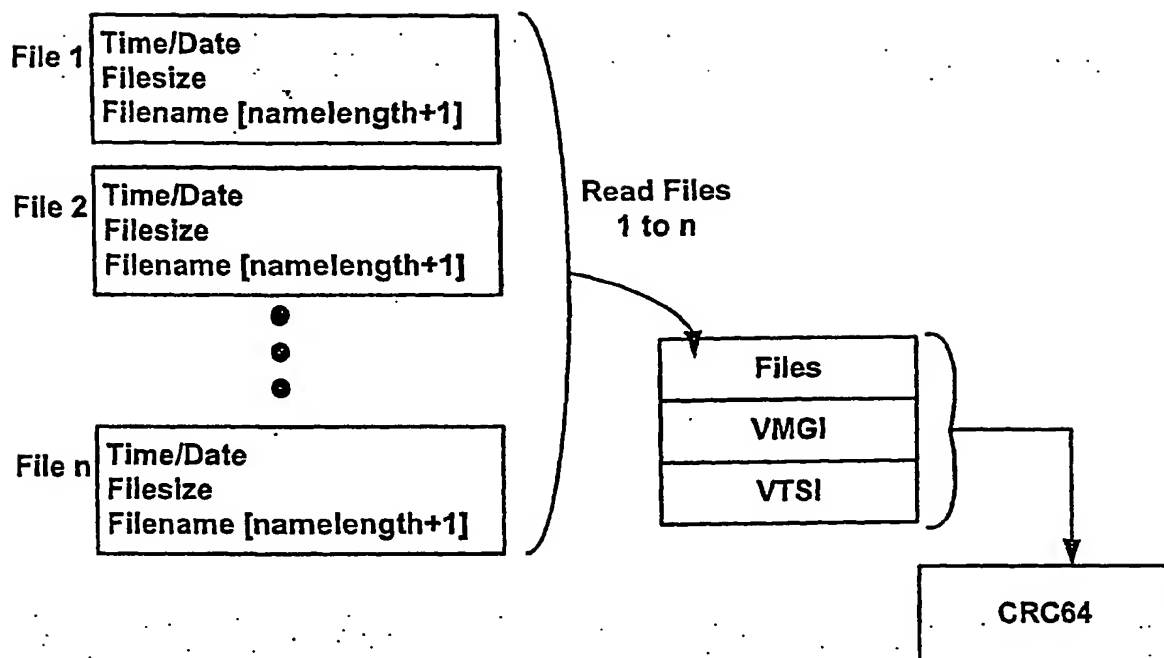 File 1
Time/Date
Filesize
Filename [namelength+1]
File 2
Time/Date
Filesize
Filename [namelength+1]
Read Files
1 to n
File n
Time/Date
Filesize
Filename [namelength+1]
Files
VMGI
VTSI
CRC64